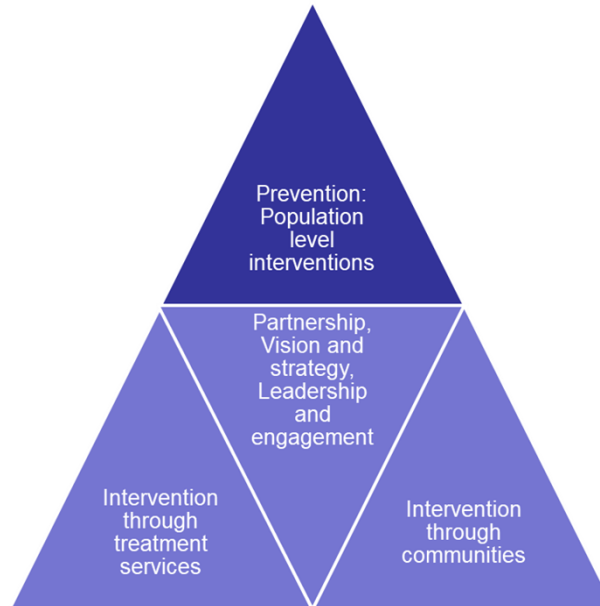 Prevention:
Population
level
interventions
Partnership,
Vision and
strategy,
Leadership
and
engagement
Intervention
through
treatment
services
Intervention
through
communities